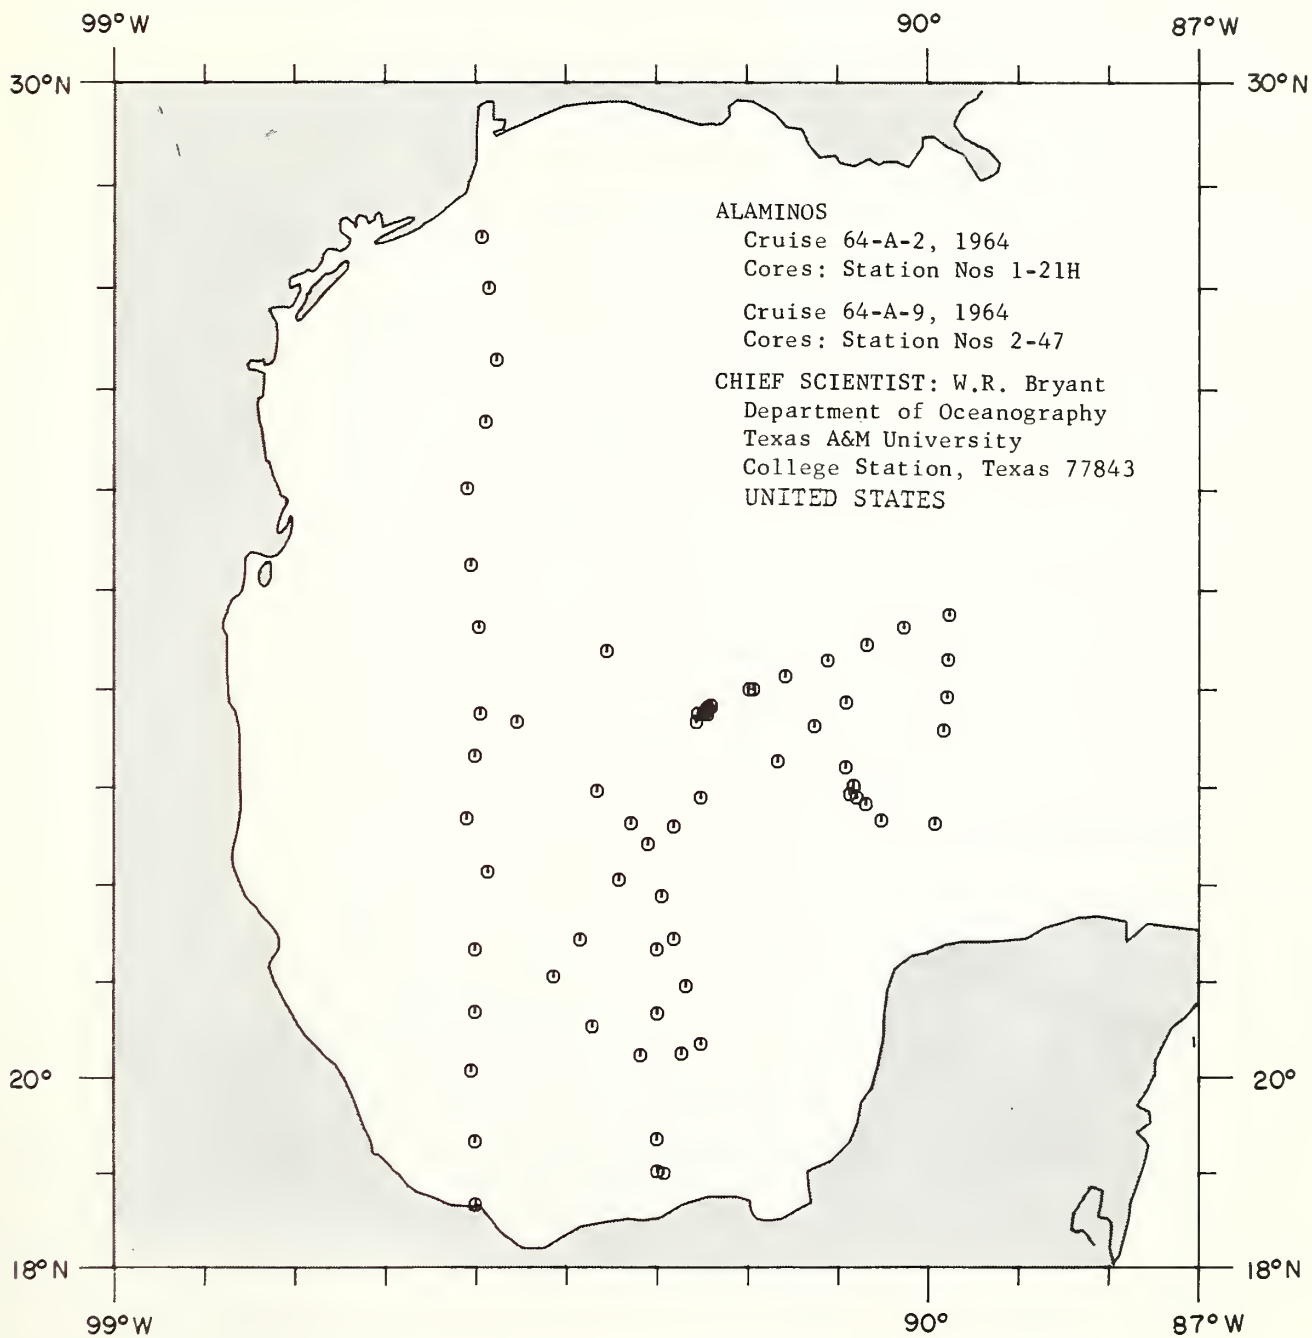 99°W 90° 87°W
30°N 30°N
ALAMINOS
Cruise 64-A-2, 1964
Cores: Station Nos 1-21H
Cruise 64-A-9, 1964
Cores: Station Nos 2-47
CHIEF SCIENTIST: W.R. Bryant
Department of Oceanography
Texas A&M University
College Station, Texas 77843
UNITED STATES
20° 20°
18°N 18°N
99°W 90° 87°W